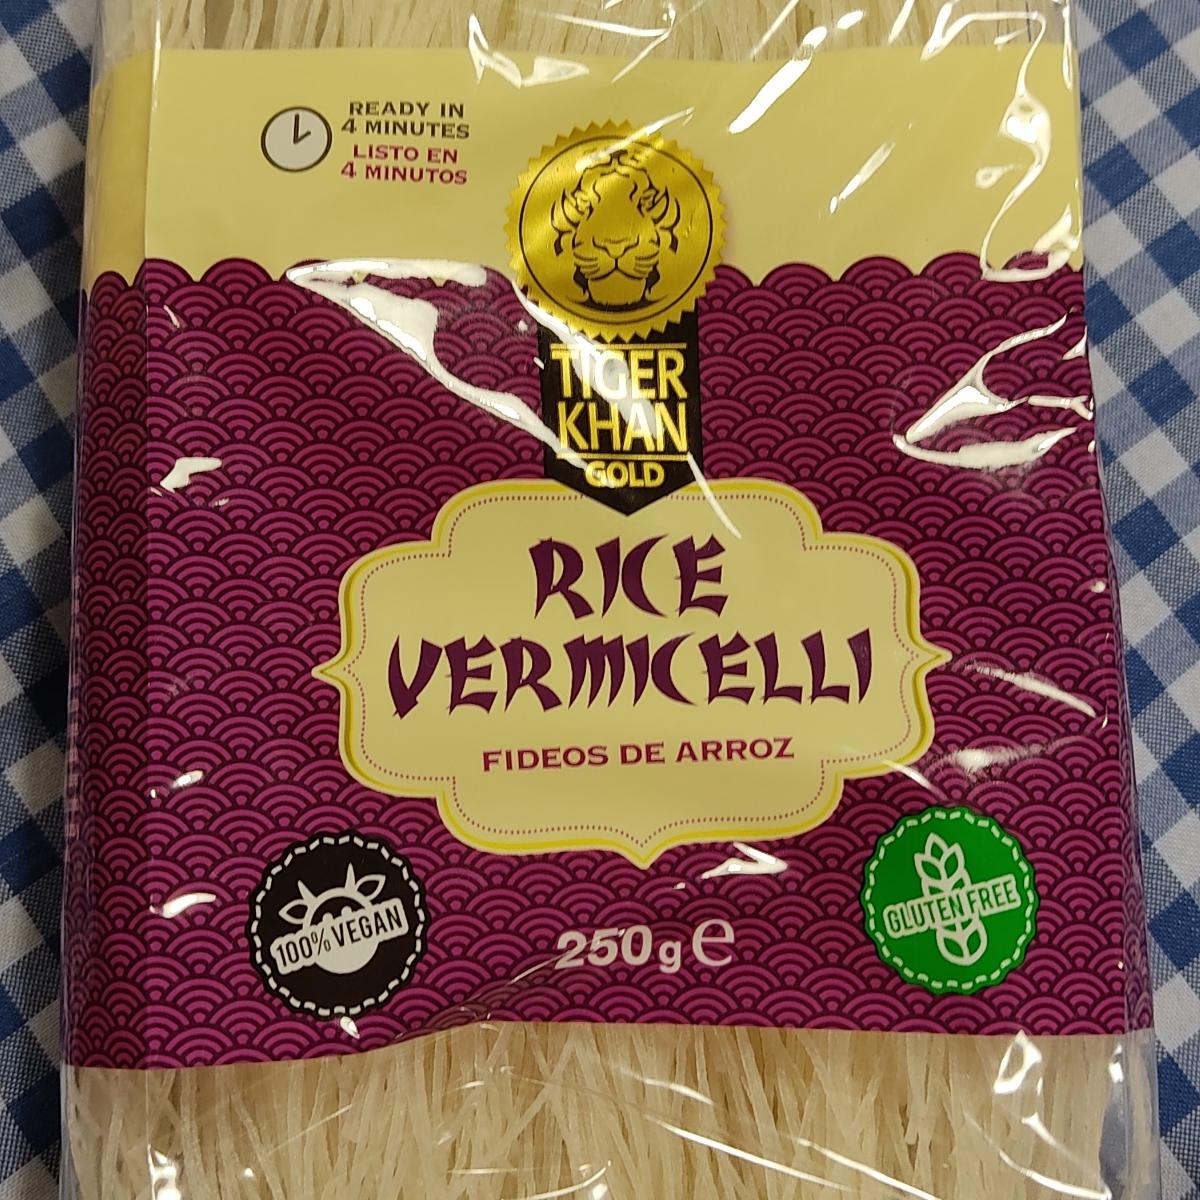 READY IN
4 MINUTES
LISTO EN
4 MINUTOS
TIGER
KHAN
GOLD
RICE
VERMICELLI
FIDEOS DE ARROZ
100% VEGAN
250g e
GLUTEN FREE